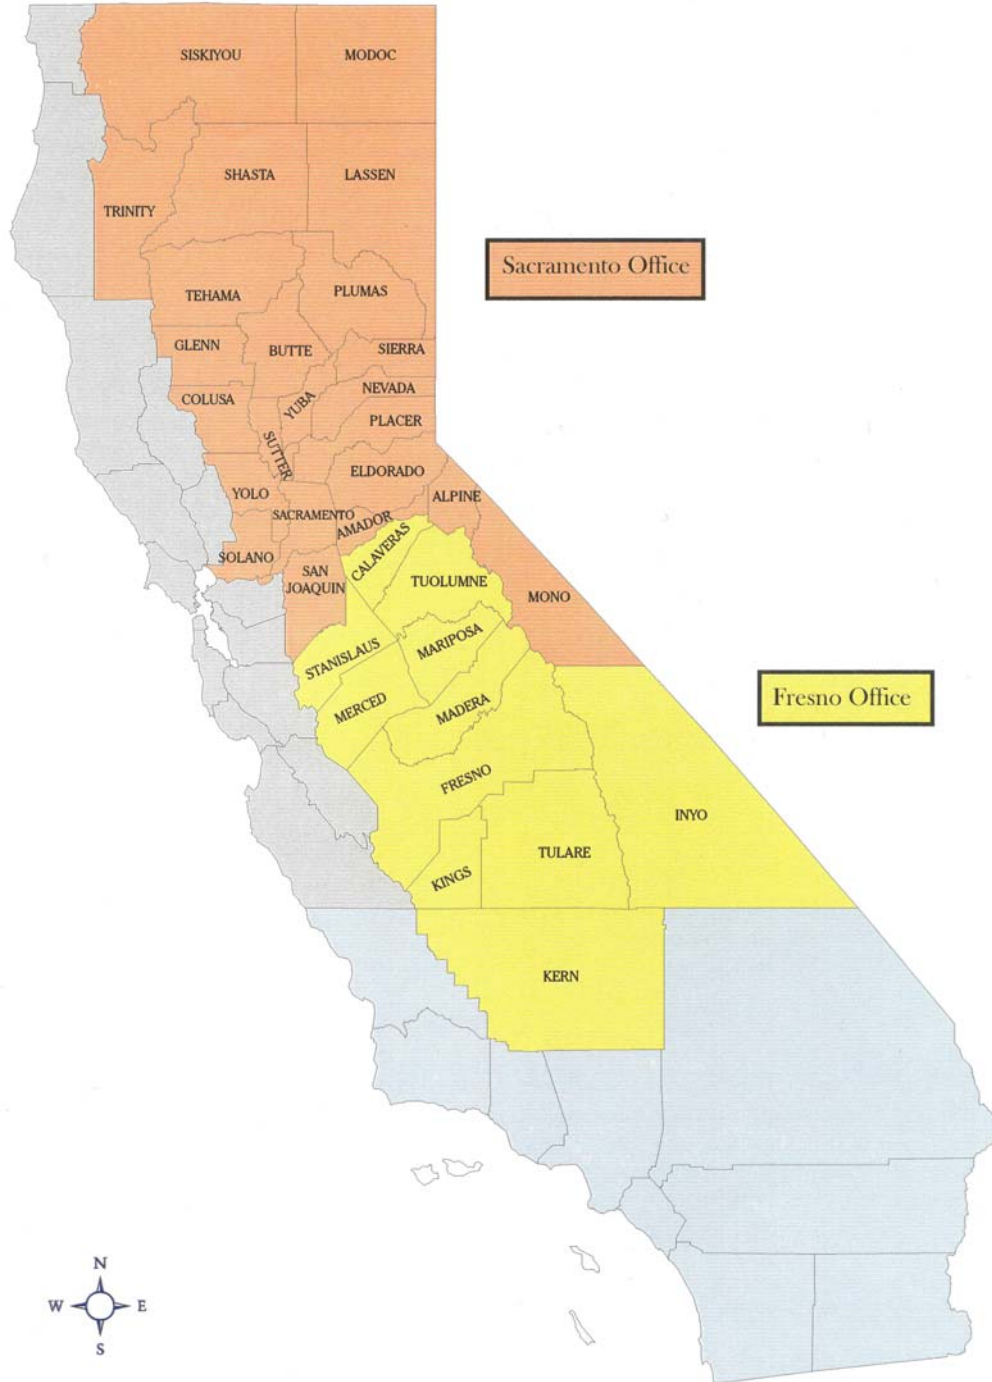 SISKIYOU
MODOC
SHASTA
LASSEN
TRINITY
Sacramento Office
TEHAMA
PLUMAS
GLENN
BUTTE
SIERRA
NEVADA
COLUSA
YUBA
PLACER
SUTTER
ELDORADO
YOLO
ALPINE
SACRAMENTO
AMADOR
SOLANO
CALAVERAS
SAN
JOAQUIN
TUOLUMNE
MONO
STANISLAUS
MARIPOSA
Fresno Office
MERCED
MADERA
FRESNO
INYO
TULARE
KINGS
KERN
N
W E
S